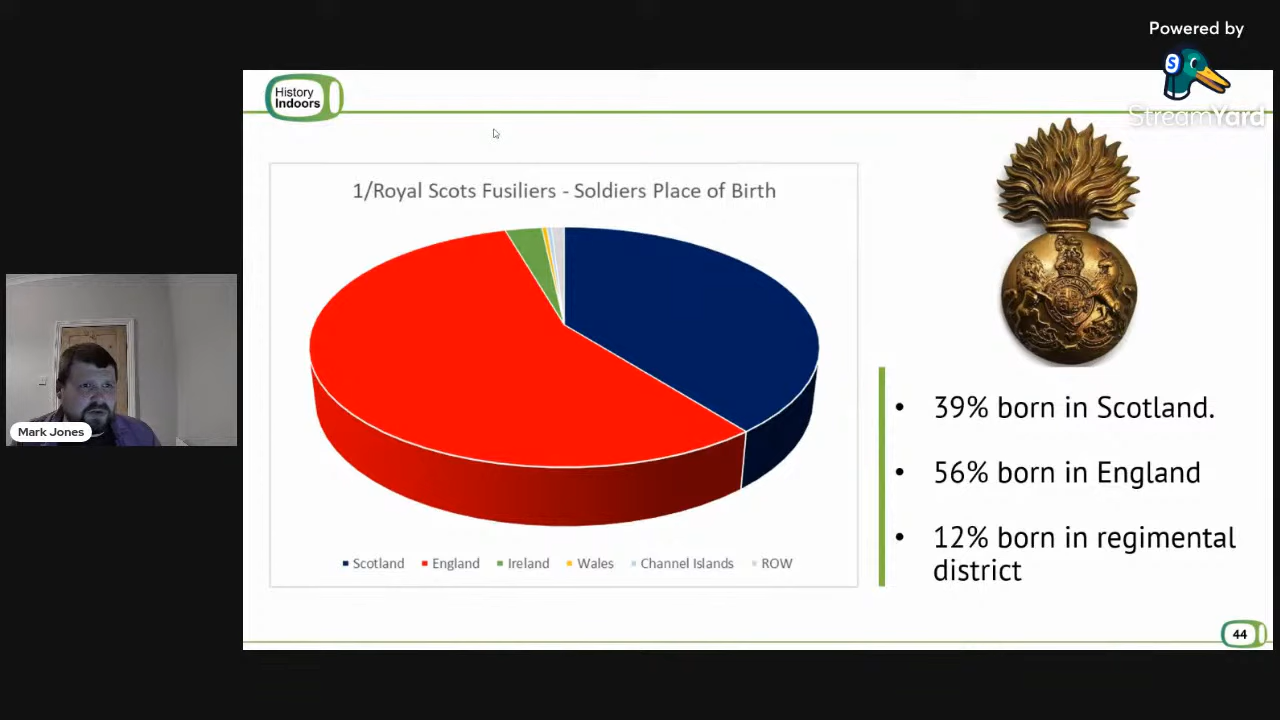 Powered by
StreamYard
History
Indoors
1/Royal Scots Fusiliers - Soldiers Place of Birth
Scotland England Ireland Wales Channel Islands ROW
Mark Jones
• 39% born in Scotland.
• 56% born in England
• 12% born in regimental
district
44